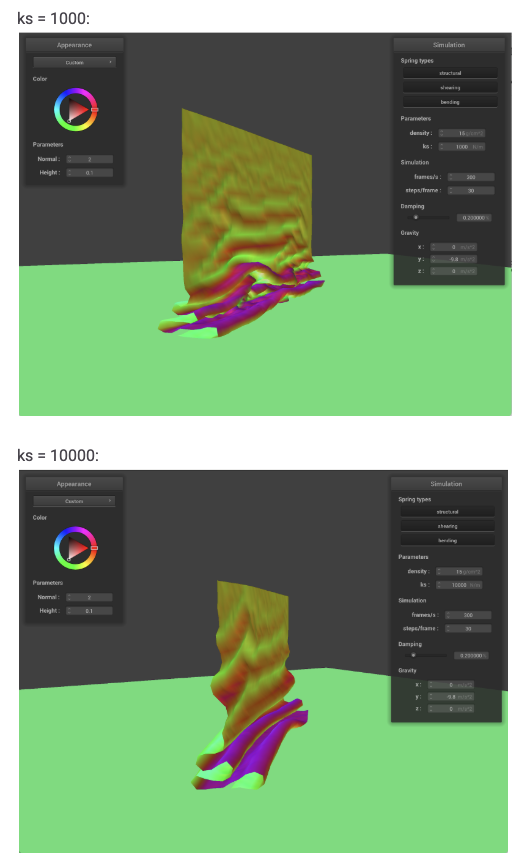 ks = 1000:
Appearance
Simulation
Custom
Spring types
Color
structural
shearing
bending
Parameters
density : 15 g/cm^2
Parameters
ks : 1000 N/m
Normal : 2
Simulation
Height : 0.1
frames/s : 300
steps/frame : 30
Damping
0.200000 %
Gravity
x : 0 m/s^2
y : -9.8 m/s^2
z : 0 m/s^2
ks = 10000:
Appearance
Simulation
Custom
Spring types
Color
structural
shearing
bending
Parameters
density : 15 g/cm^2
Parameters
ks : 10000 N/m
Normal : 2
Simulation
Height : 0.1
frames/s : 300
steps/frame : 30
Damping
0.200000 %
Gravity
x : 0 m/s^2
y : -9.8 m/s^2
z : 0 m/s^2